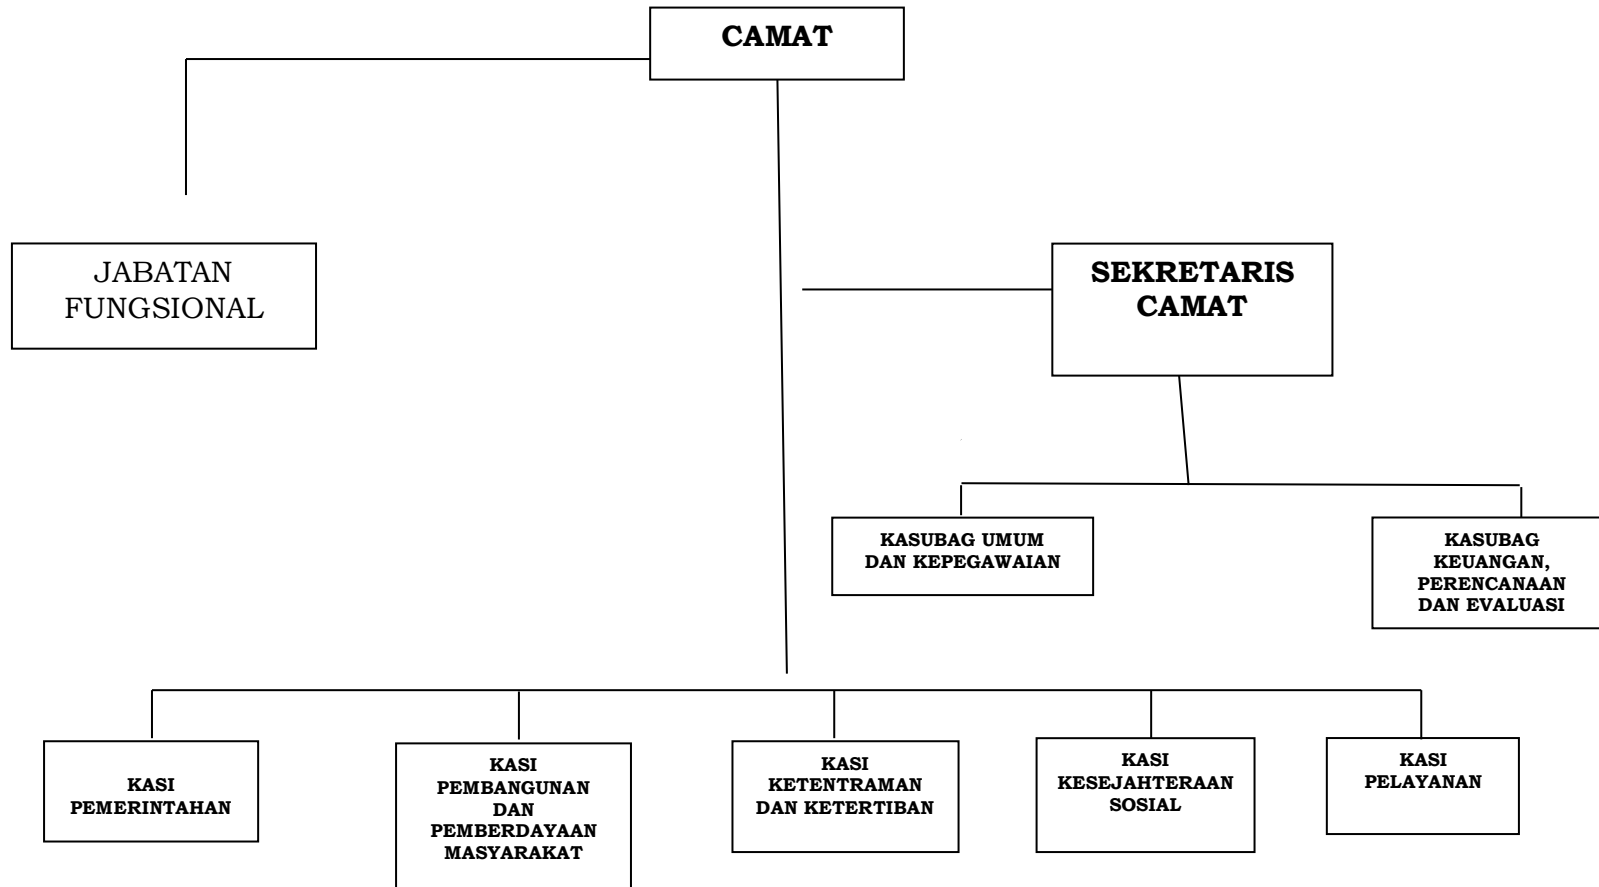 CAMAT
JABATAN
FUNGSIONAL
SEKRETARIS
CAMAT
KASUBAG UMUM
DAN KEPEGAWAIAN
KASUBAG
KEUANGAN,
PERENCANAAN
DAN EVALUASI
KASI
PEMERINTAHAN
KASI
PEMBANGUNAN
DAN
PEMBERDAYAAN
MASYARAKAT
KASI
KETENTRAMAN
DAN KETERTIBAN
KASI
KESEJAHTERAAN
SOSIAL
KASI
PELAYANAN